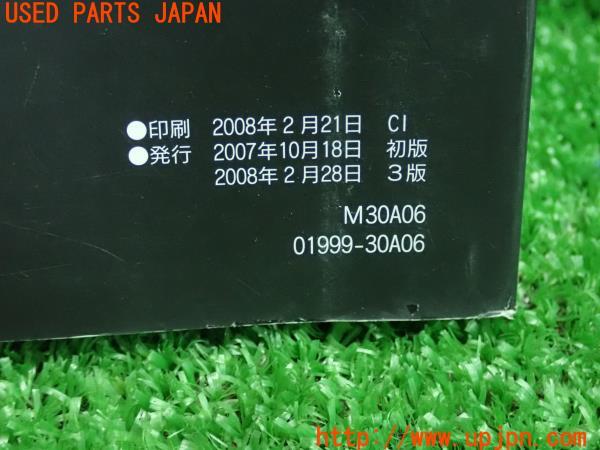 USED PARTS JAPAN
●印刷 2008年2月21日 CI
●発行 2007年10月18日 初版
2008年2月28日 3版
M30A06
01999-30A06
http://www.upjpn.com